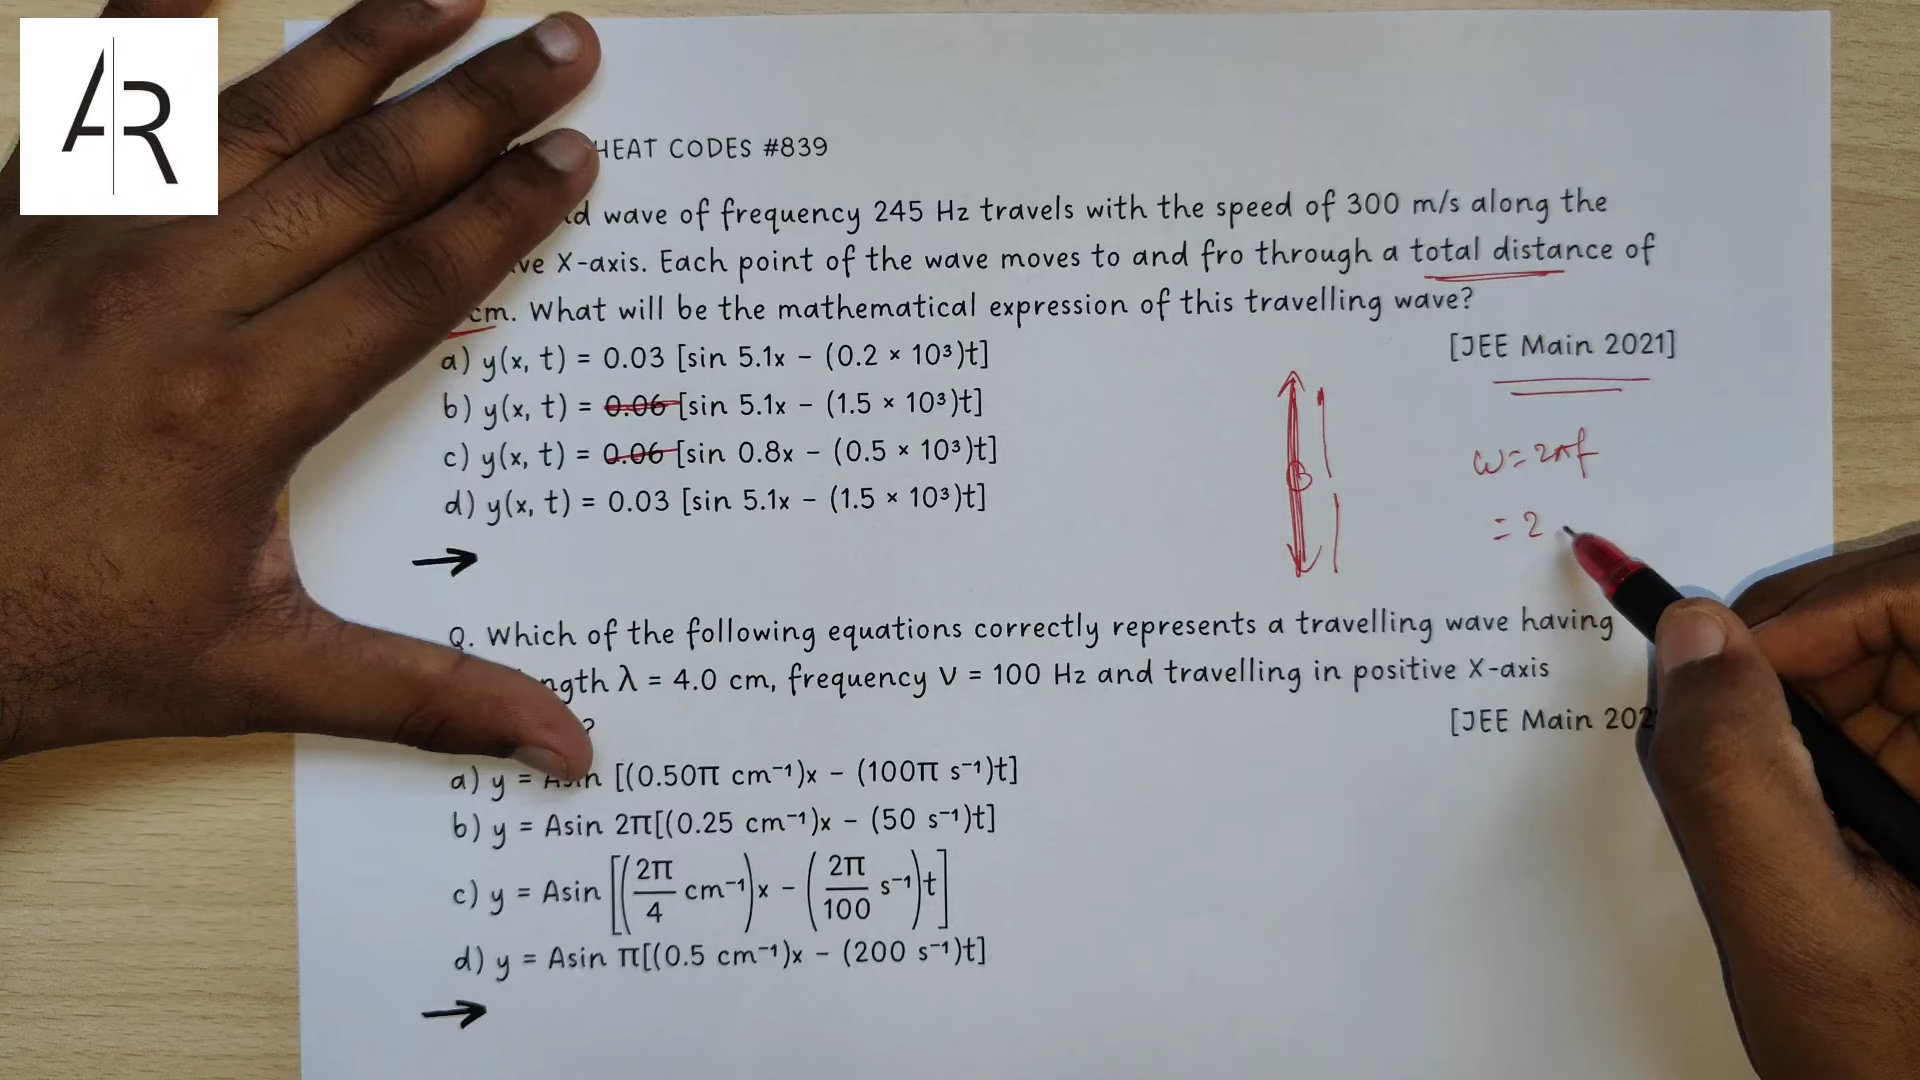 AR
HEAT CODES #839
wave of frequency 245 Hz travels with the speed of 300 m/s along the
X-axis. Each point of the wave moves to and fro through a total distance of
cm. What will be the mathematical expression of this travelling wave?
[JEE Main 2021]
a) y(x, t) = 0.03 [sin 5.1x − (0.2 × 10³)t]
b) y(x, t) = 0.06 [sin 5.1x − (1.5 × 10³)t]
c) y(x, t) = 0.06 [sin 0.8x − (0.5 × 10³)t]
d) y(x, t) = 0.03 [sin 5.1x − (1.5 × 10³)t]
ω = 2πf
= 2
Q. Which of the following equations correctly represents a travelling wave having
λ = 4.0 cm, frequency ν = 100 Hz and travelling in positive X-axis
?
[JEE Main 202
a) y = Asin [(0.50π cm⁻¹)x − (100π s⁻¹)t]
b) y = Asin 2π[(0.25 cm⁻¹)x − (50 s⁻¹)t]
c) y = Asin [(2π/4 cm⁻¹)x − (2π/100 s⁻¹)t]
d) y = Asin π[(0.5 cm⁻¹)x − (200 s⁻¹)t]